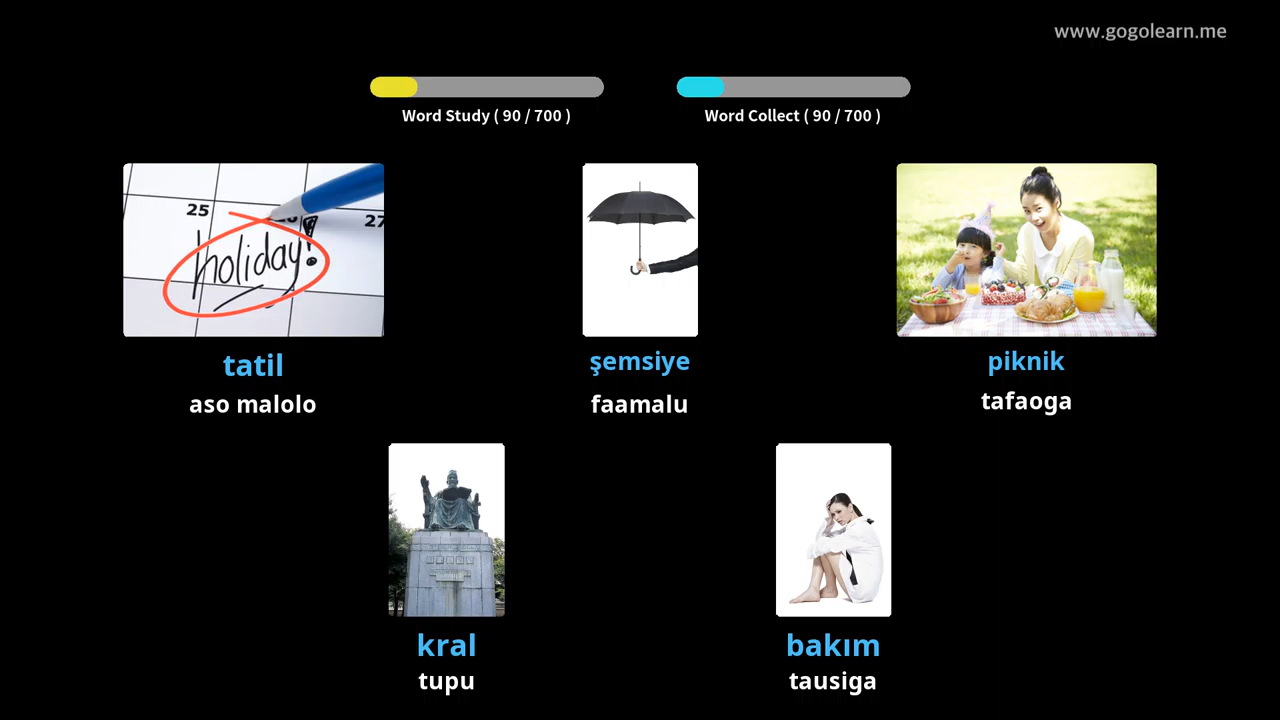 www.gogolearn.me
Word Study ( 90 / 700 )
Word Collect ( 90 / 700 )
25
27
holiday!
tatil
aso malolo
şemsiye
faamalu
piknik
tafaoga
kral
tupu
bakım
tausiga